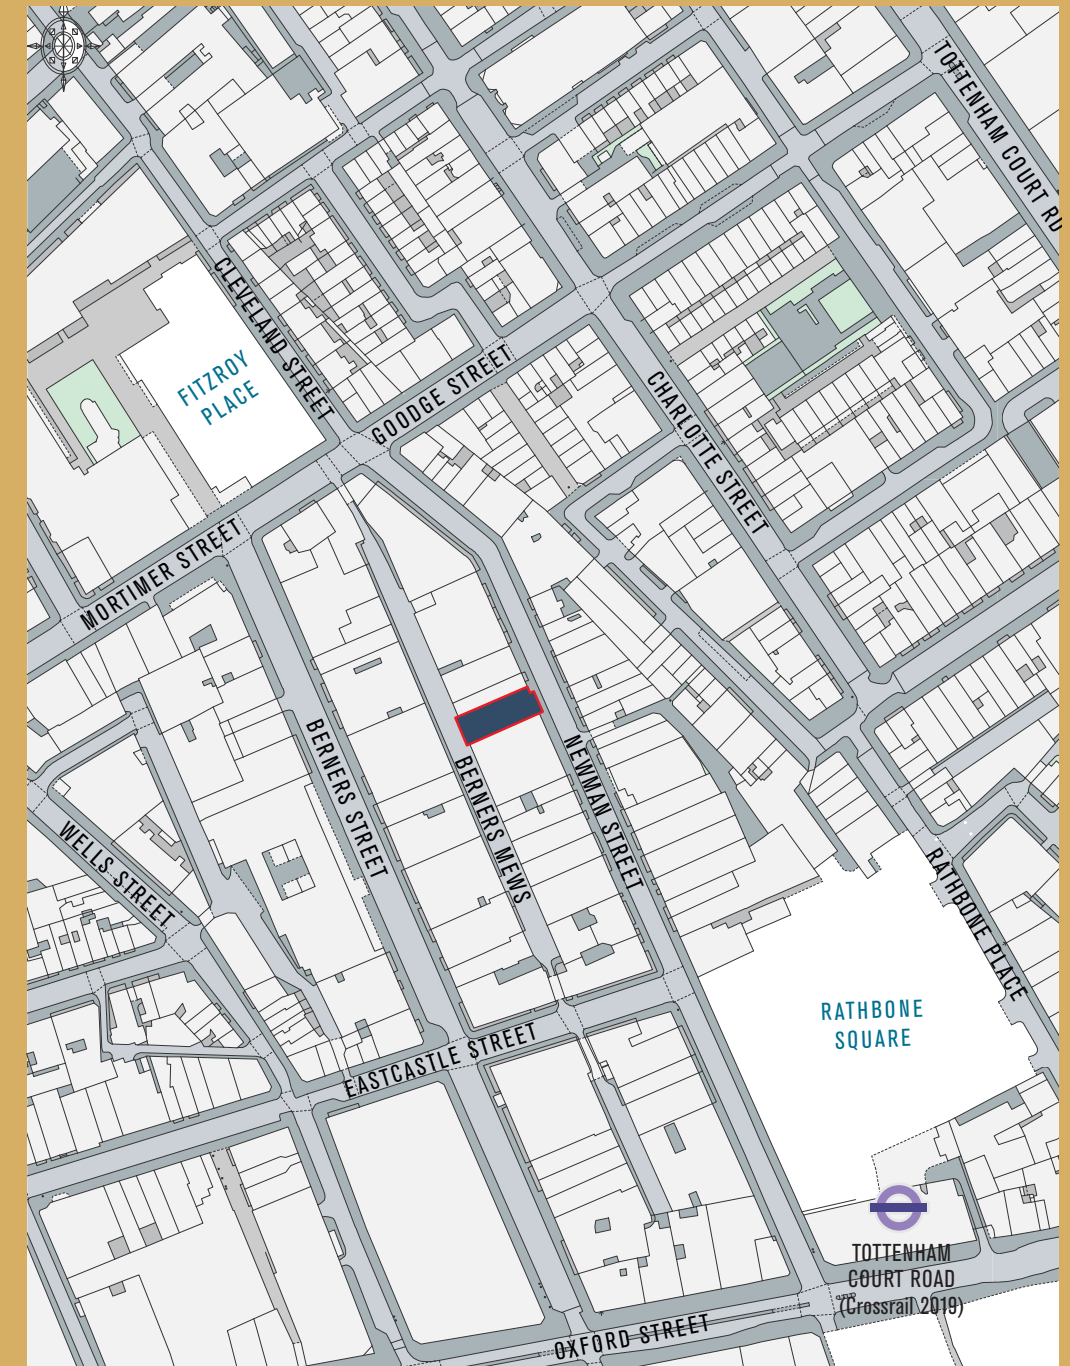 TOTTENHAM COURT RD
CLEVELAND STREET
FITZROY
PLACE
GOODGE STREET
CHARLOTTE STREET
MORTIMER STREET
BERNERS STREET
BERNERS MEWS
NEWMAN STREET
WELLS STREET
RATHBONE PLACE
RATHBONE
SQUARE
EASTCASTLE STREET
TOTTENHAM
COURT ROAD
(Crossrail 2019)
OXFORD STREET